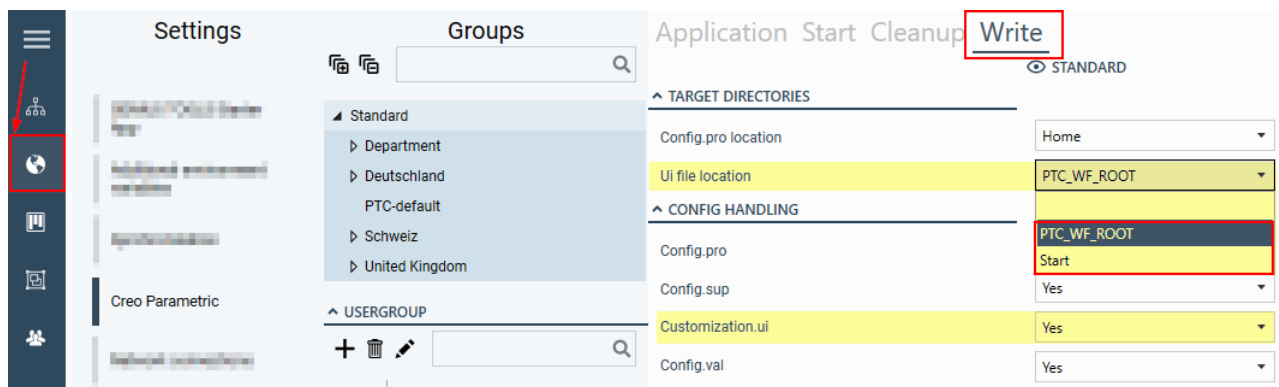 Settings
Creo Parametric
Groups
Standard
Department
Deutschland
PTC-default
Schweiz
United Kingdom
USERGROUP
Application Start Cleanup Write
STANDARD
TARGET DIRECTORIES
Config.pro location Home
Ui file location PTC_WF_ROOT
CONFIG HANDLING
PTC_WF_ROOT
Config.pro
Start
Config.sup Yes
Customization.ui Yes
Config.val Yes